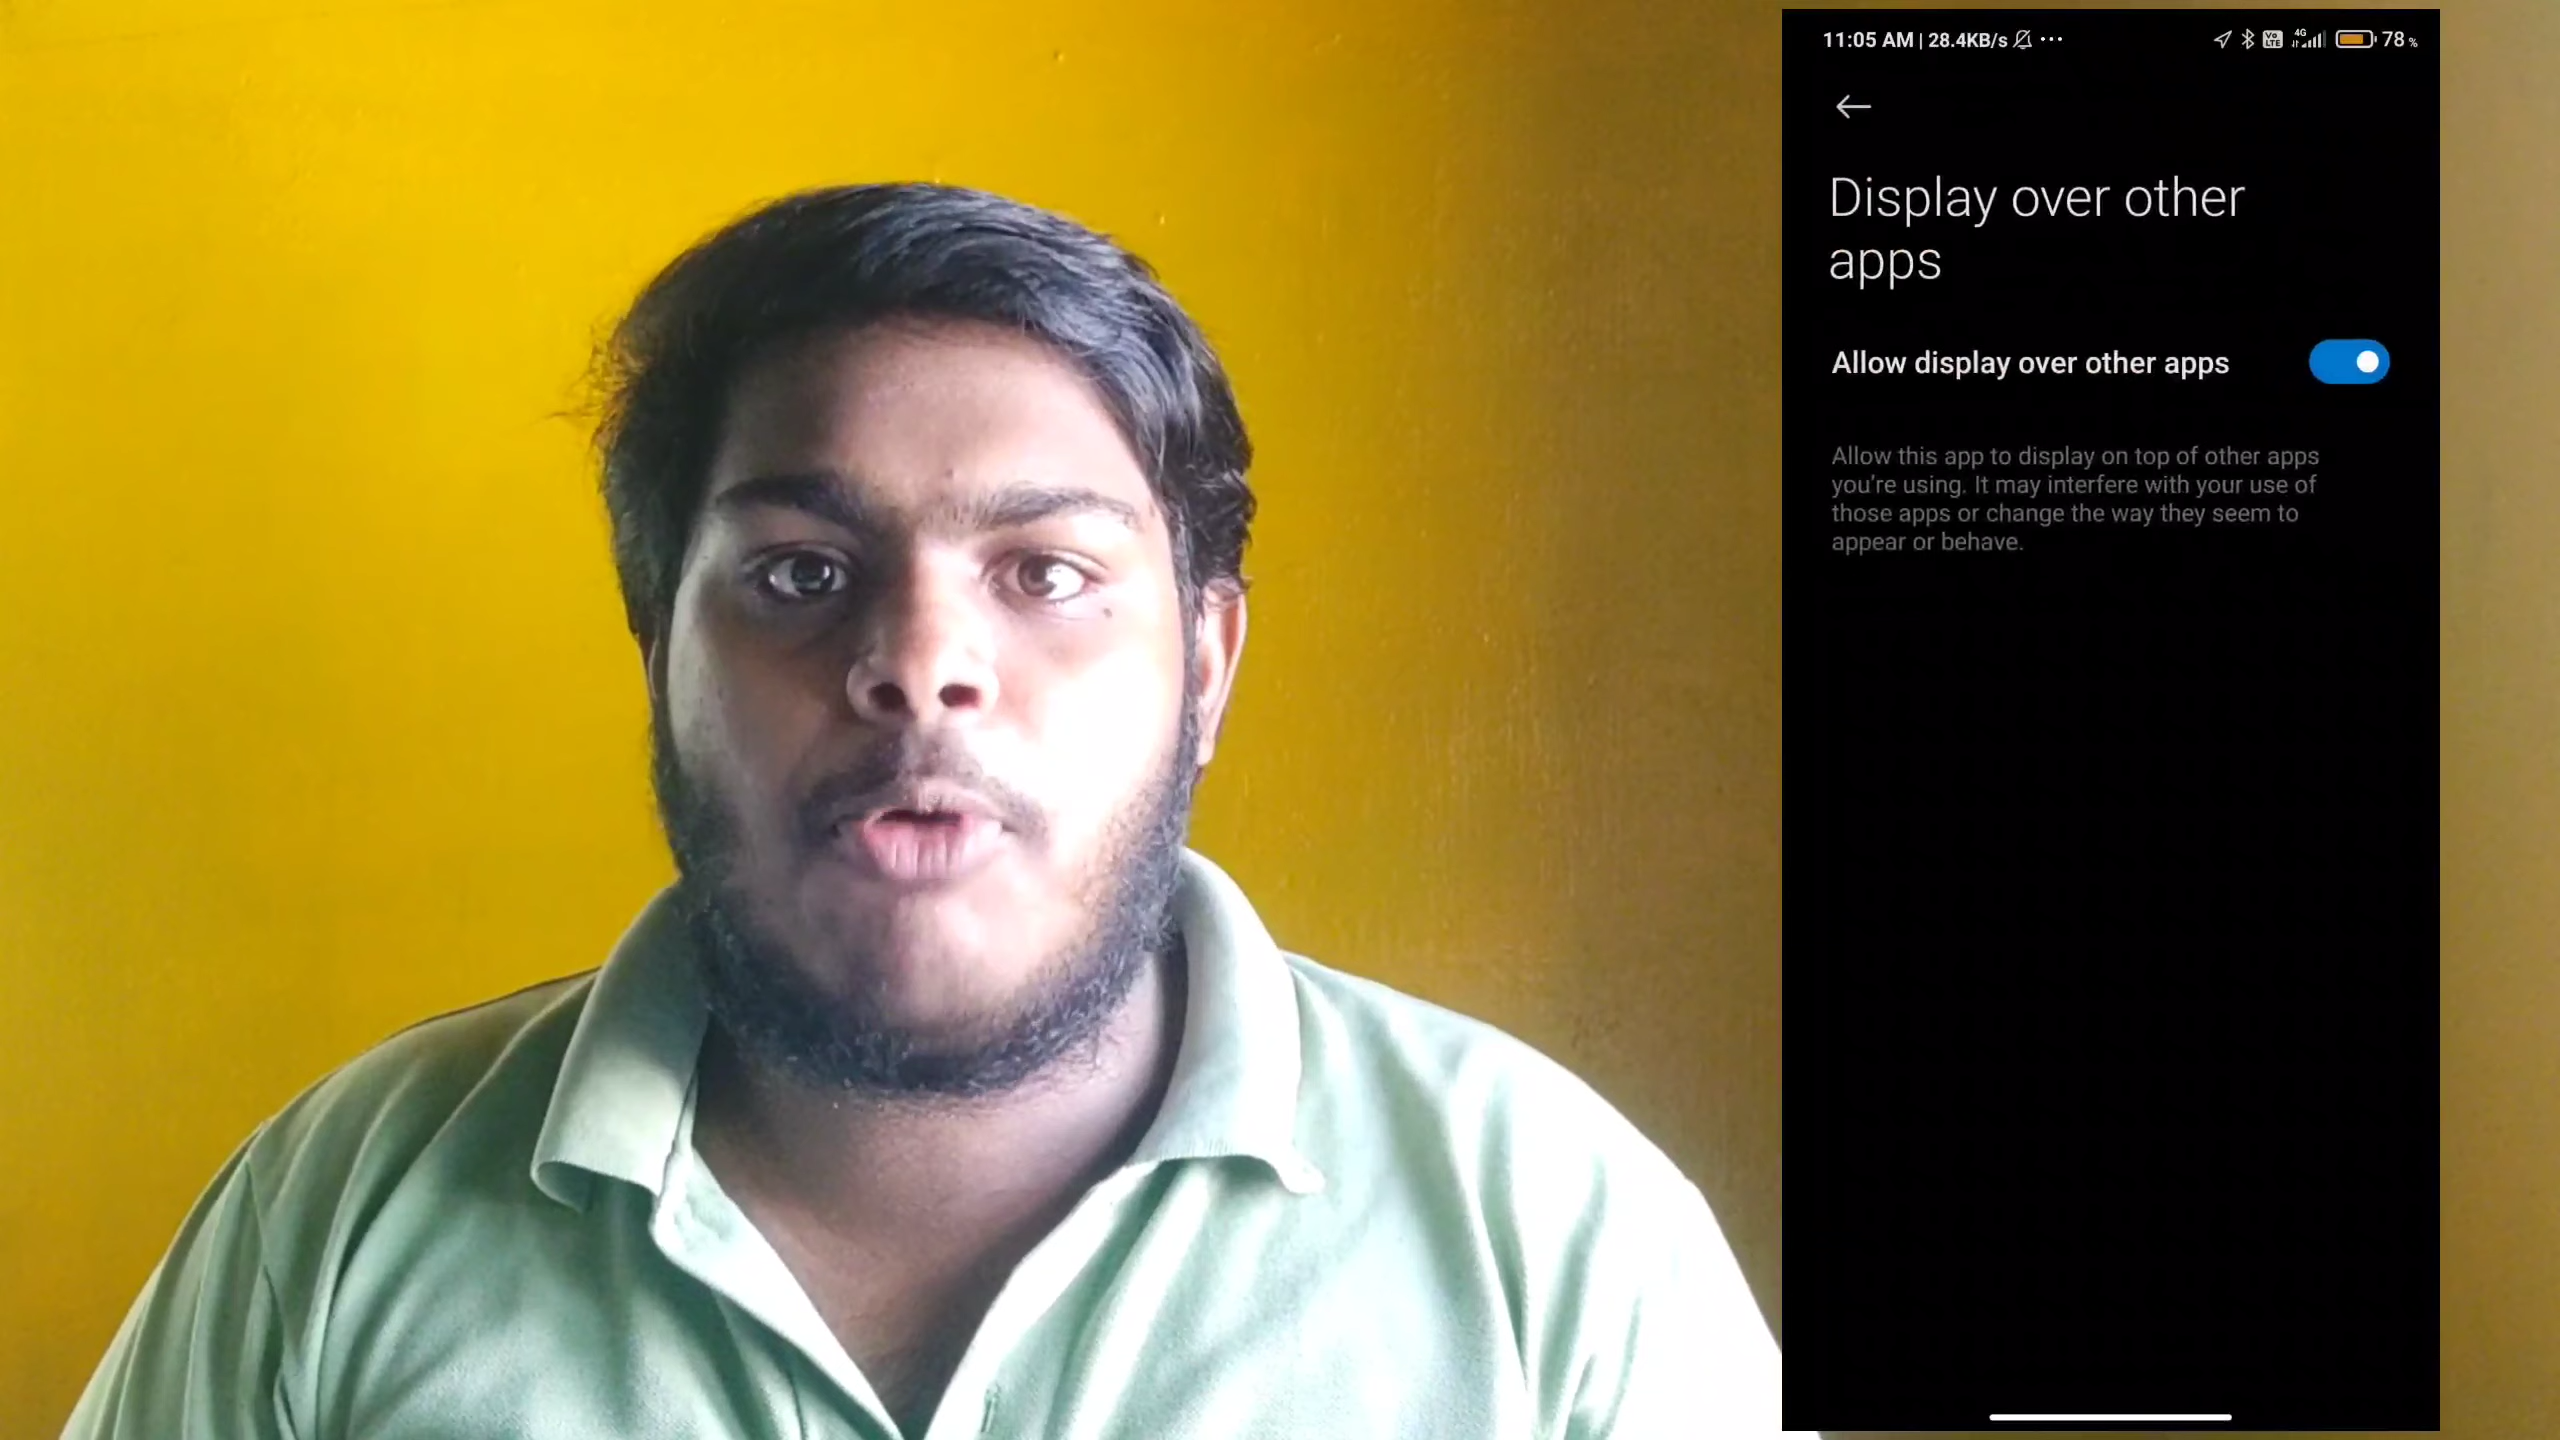 11:05 AM | 28.4KB/s
4G
78 %
Display over other
apps
Allow display over other apps
Allow this app to display on top of other apps
you're using. It may interfere with your use of
those apps or change the way they seem to
appear or behave.